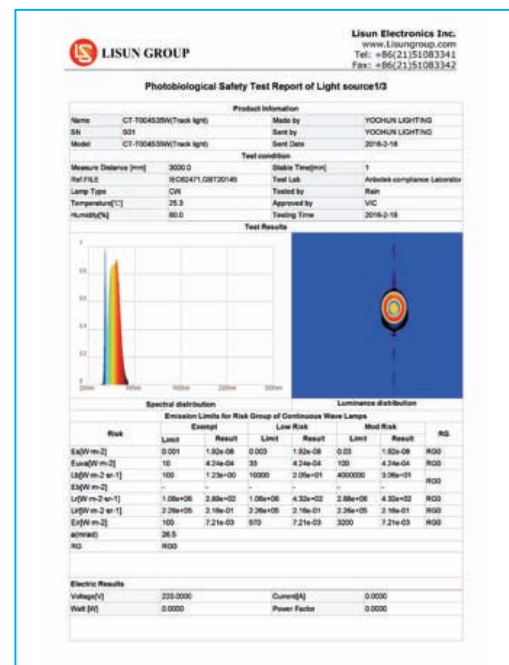 LISUN GROUP
Lisun Electronics Inc.
www.Lisungroup.com
Tel: +86(21)51083341
Fax: +86(21)51083342
Photobiological Safety Test Report of Light source1/3
Product Infomation
Name CT-T004S35W(Track light) Made by YOCHUN LIGHTING
SN S01 Sent by YOCHUN LIGHTING
Model CT-T004S35W(Track light) Sent Date 2016-2-18
Test condition
Measure Distance [mm] 3000.0 Stable Time[min] 1
Ref.FILE IEC62471,GBT20145 Test Lab Anbotek compliance Laborator
Lamp Type CW Tested by Rain
Temperature[℃] 25.3 Approved by VIC
Humidity[%] 60.0 Testing Time 2016-2-18
Test Results
Spectral distribution Luminance distribution
Emission Limits for Risk Group of Continuous Wave Lamps
Risk Exempt Low Risk Mod Risk RG
Limit Result Limit Result Limit Result
Es[W·m-2] 0.001 1.92e-08 0.003 1.92e-08 0.03 1.92e-08 RG0
Euva[W·m-2] 10 4.24e-04 33 4.24e-04 100 4.24e-04 RG0
Lb[W·m-2·sr-1] 100 1.23e+00 10000 2.05e+01 4000000 3.06e+01 RG0
Eb[W·m-2] - - - - - -
Lr[W·m-2·sr-1] 1.06e+06 2.89e+02 1.06e+06 4.32e+02 2.68e+06 4.32e+02 RG0
Lir[W·m-2·sr-1] 2.26e+05 2.16e-01 2.26e+05 2.16e-01 2.26e+05 2.16e-01 RG0
Eir[W·m-2] 100 7.21e-03 570 7.21e-03 3200 7.21e-03 RG0
a(mrad) 26.5
RG RG0
Electric Results
Voltage[V] 220.0000 Current[A] 0.0000
Watt [W] 0.0000 Power Factor 0.0000